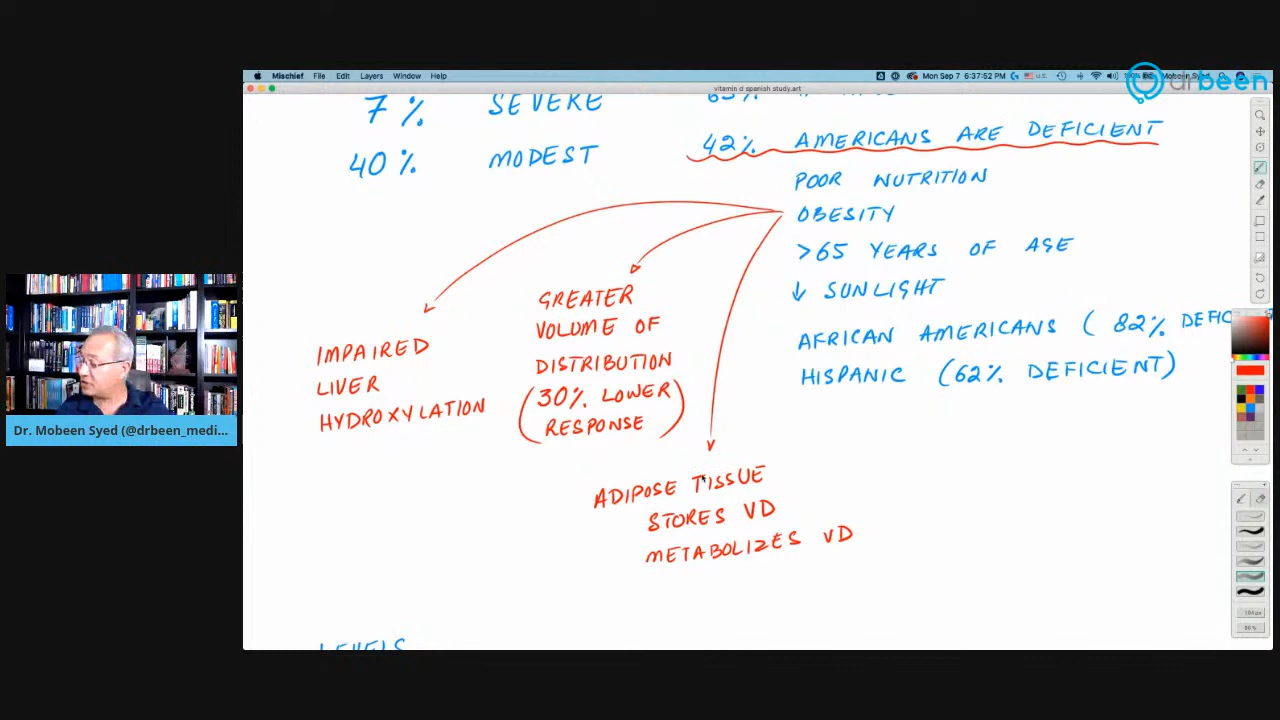 drbeen
Mischief File Edit Layers Window Help
Mon Sep 7 6:37:52 PM
Mobeen Syed
vitamin d spanish study.art
7 % SEVERE
40 % MODEST
42% AMERICANS ARE DEFICIENT
POOR NUTRITION
OBESITY
>65 YEARS OF AGE
↓ SUNLIGHT
AFRICAN AMERICANS ( 82% DEFIC
HISPANIC (62% DEFICIENT)
IMPAIRED
LIVER
HYDROXYLATION
GREATER
VOLUME OF
DISTRIBUTION
(30% LOWER
RESPONSE)
ADIPOSE TISSUE
STORES VD
METABOLIZES VD
LEVELS
Dr. Mobeen Syed (@drbeen_medi...